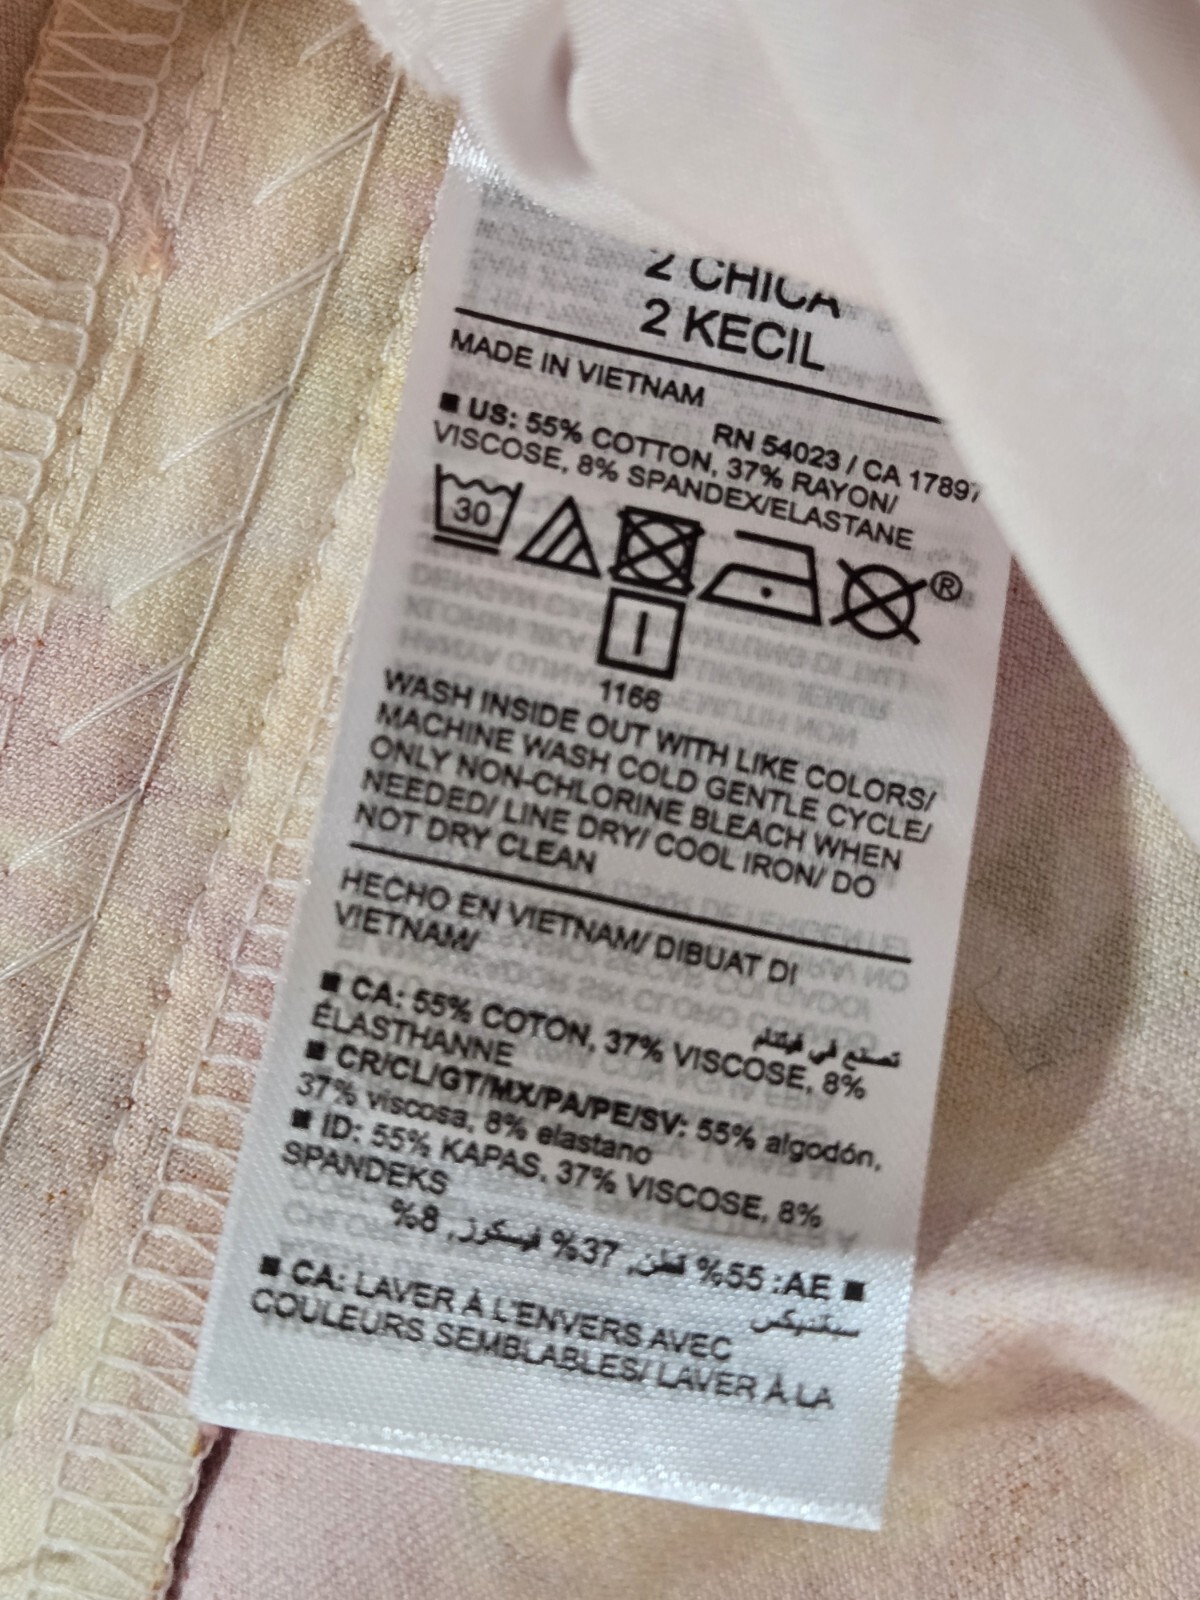 2 CHICA
2 KECIL
MADE IN VIETNAM
RN 54023 / CA 17897
■ US: 55% COTTON, 37% RAYON/
VISCOSE, 8% SPANDEX/ELASTANE
30
®
1166
WASH INSIDE OUT WITH LIKE COLORS/
MACHINE WASH COLD GENTLE CYCLE/
ONLY NON-CHLORINE BLEACH WHEN
NEEDED/ LINE DRY/ COOL IRON/ DO
NOT DRY CLEAN
HECHO EN VIETNAM/ DIBUAT DI
VIETNAM/
تصنع في فيتنام
■ CA: 55% COTON, 37% VISCOSE, 8%
ÉLASTHANNE
■ CR/CL/GT/MX/PA/PE/SV: 55% algodón,
37% viscosa, 8% elastano
■ ID: 55% KAPAS, 37% VISCOSE, 8%
SPANDEKS
■ AE: 55% قطن, 37% فيسكوز, 8%
سبانديكس
■ CA: LAVER À L'ENVERS AVEC
COULEURS SEMBLABLES/ LAVER À LA